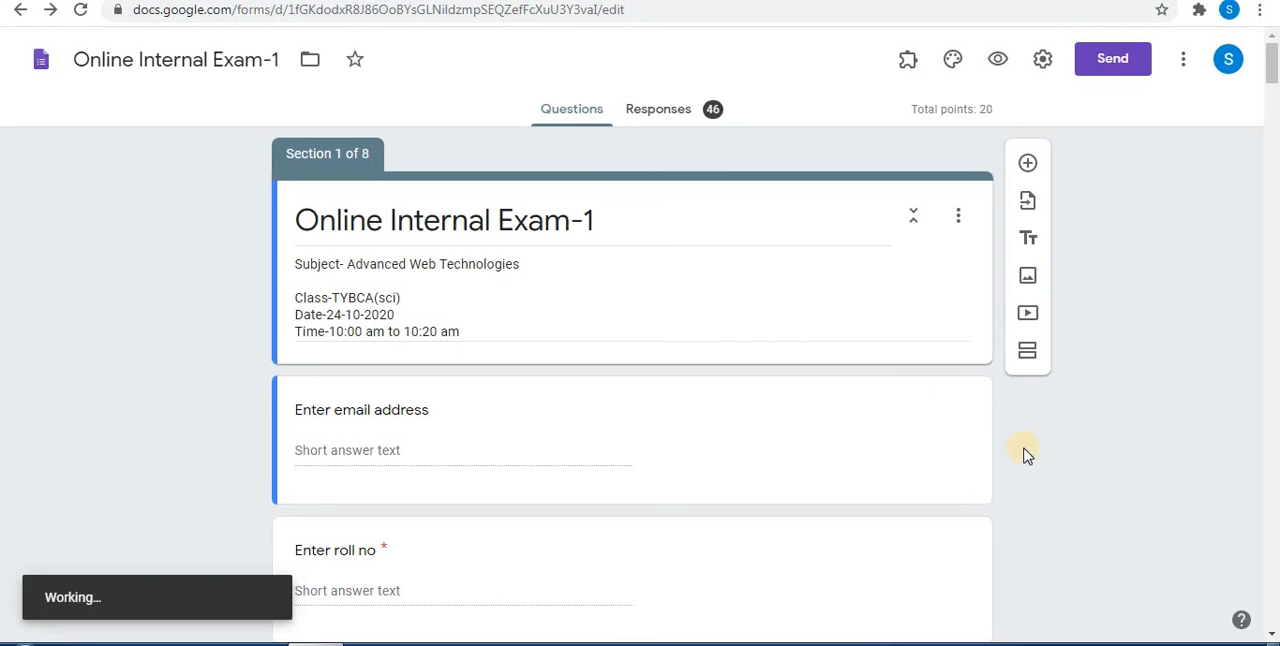 docs.google.com/forms/d/1fGKdodxR8J86OoBYsGLNildzmpSEQZefFcXuU3Y3vaI/edit
S
Online Internal Exam-1
Send
S
Questions
Responses 46
Total points: 20
Section 1 of 8
Online Internal Exam-1
Tт
Subject- Advanced Web Technologies
Class-TYBCA(sci)
Date-24-10-2020
Time-10:00 am to 10:20 am
Enter email address
Short answer text
Enter roll no *
Short answer text
Working...